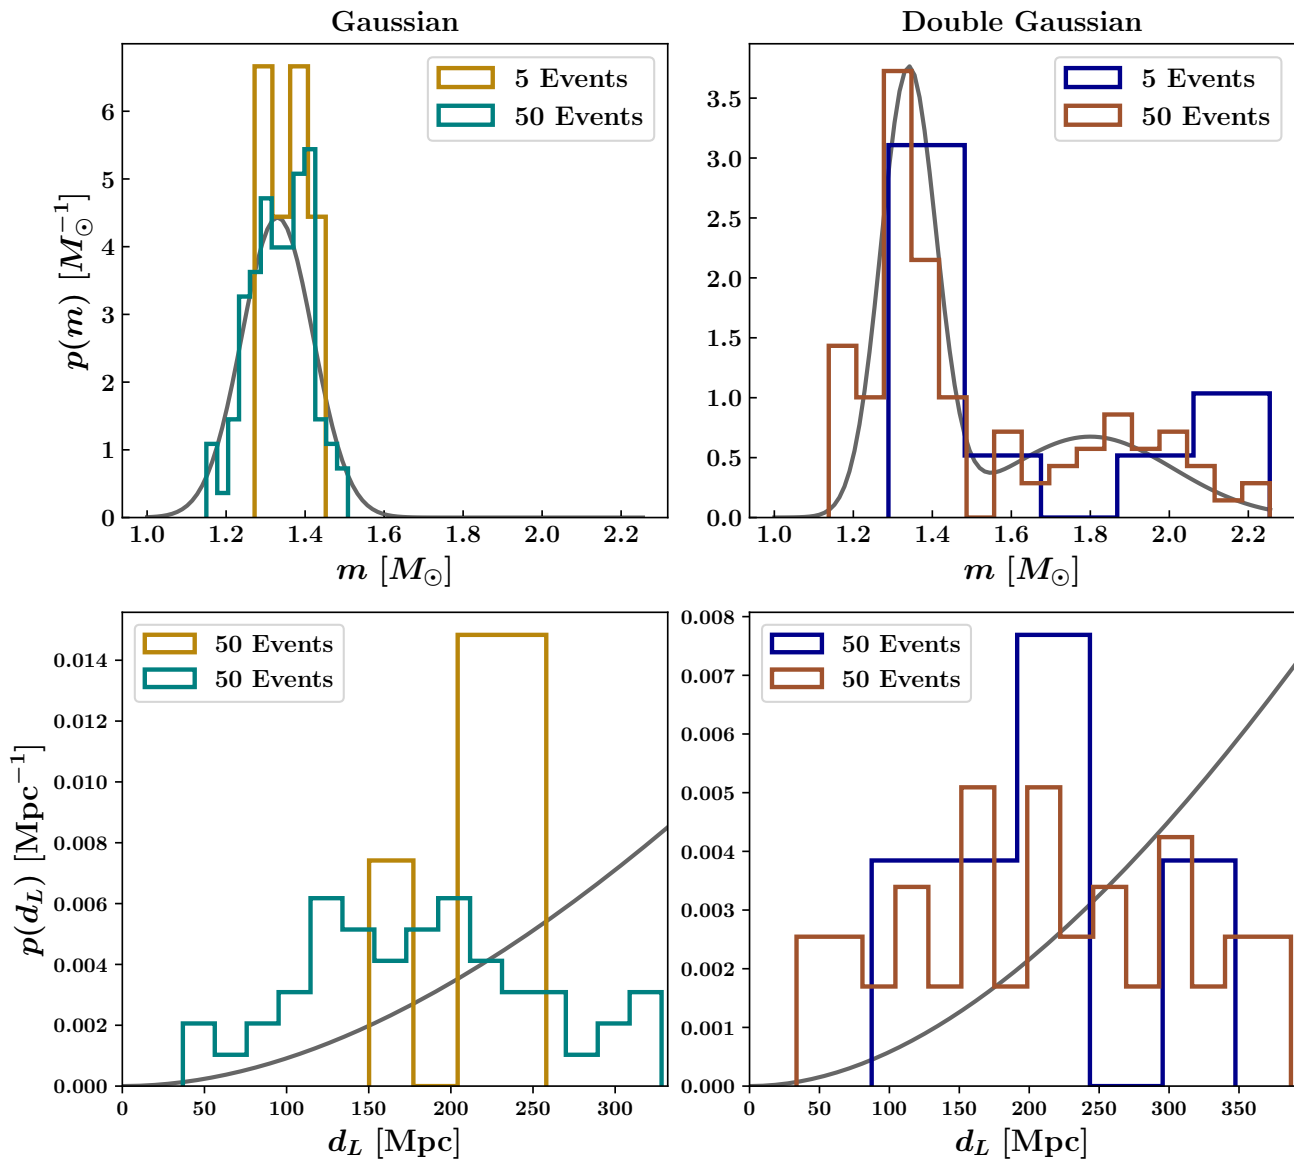 Gaussian
Double Gaussian
5 Events
50 Events
5 Events
50 Events
p(m) [M⊙⁻¹]
6
5
4
3
2
1
0
3.5
3.0
2.5
2.0
1.5
1.0
0.5
0.0
1.0 1.2 1.4 1.6 1.8 2.0 2.2
1.0 1.2 1.4 1.6 1.8 2.0 2.2
m [M⊙]
m [M⊙]
50 Events
50 Events
50 Events
50 Events
p(d_L) [Mpc⁻¹]
0.014
0.012
0.010
0.008
0.006
0.004
0.002
0.000
0.008
0.007
0.006
0.005
0.004
0.003
0.002
0.001
0.000
0 50 100 150 200 250 300
0 50 100 150 200 250 300 350
d_L [Mpc]
d_L [Mpc]